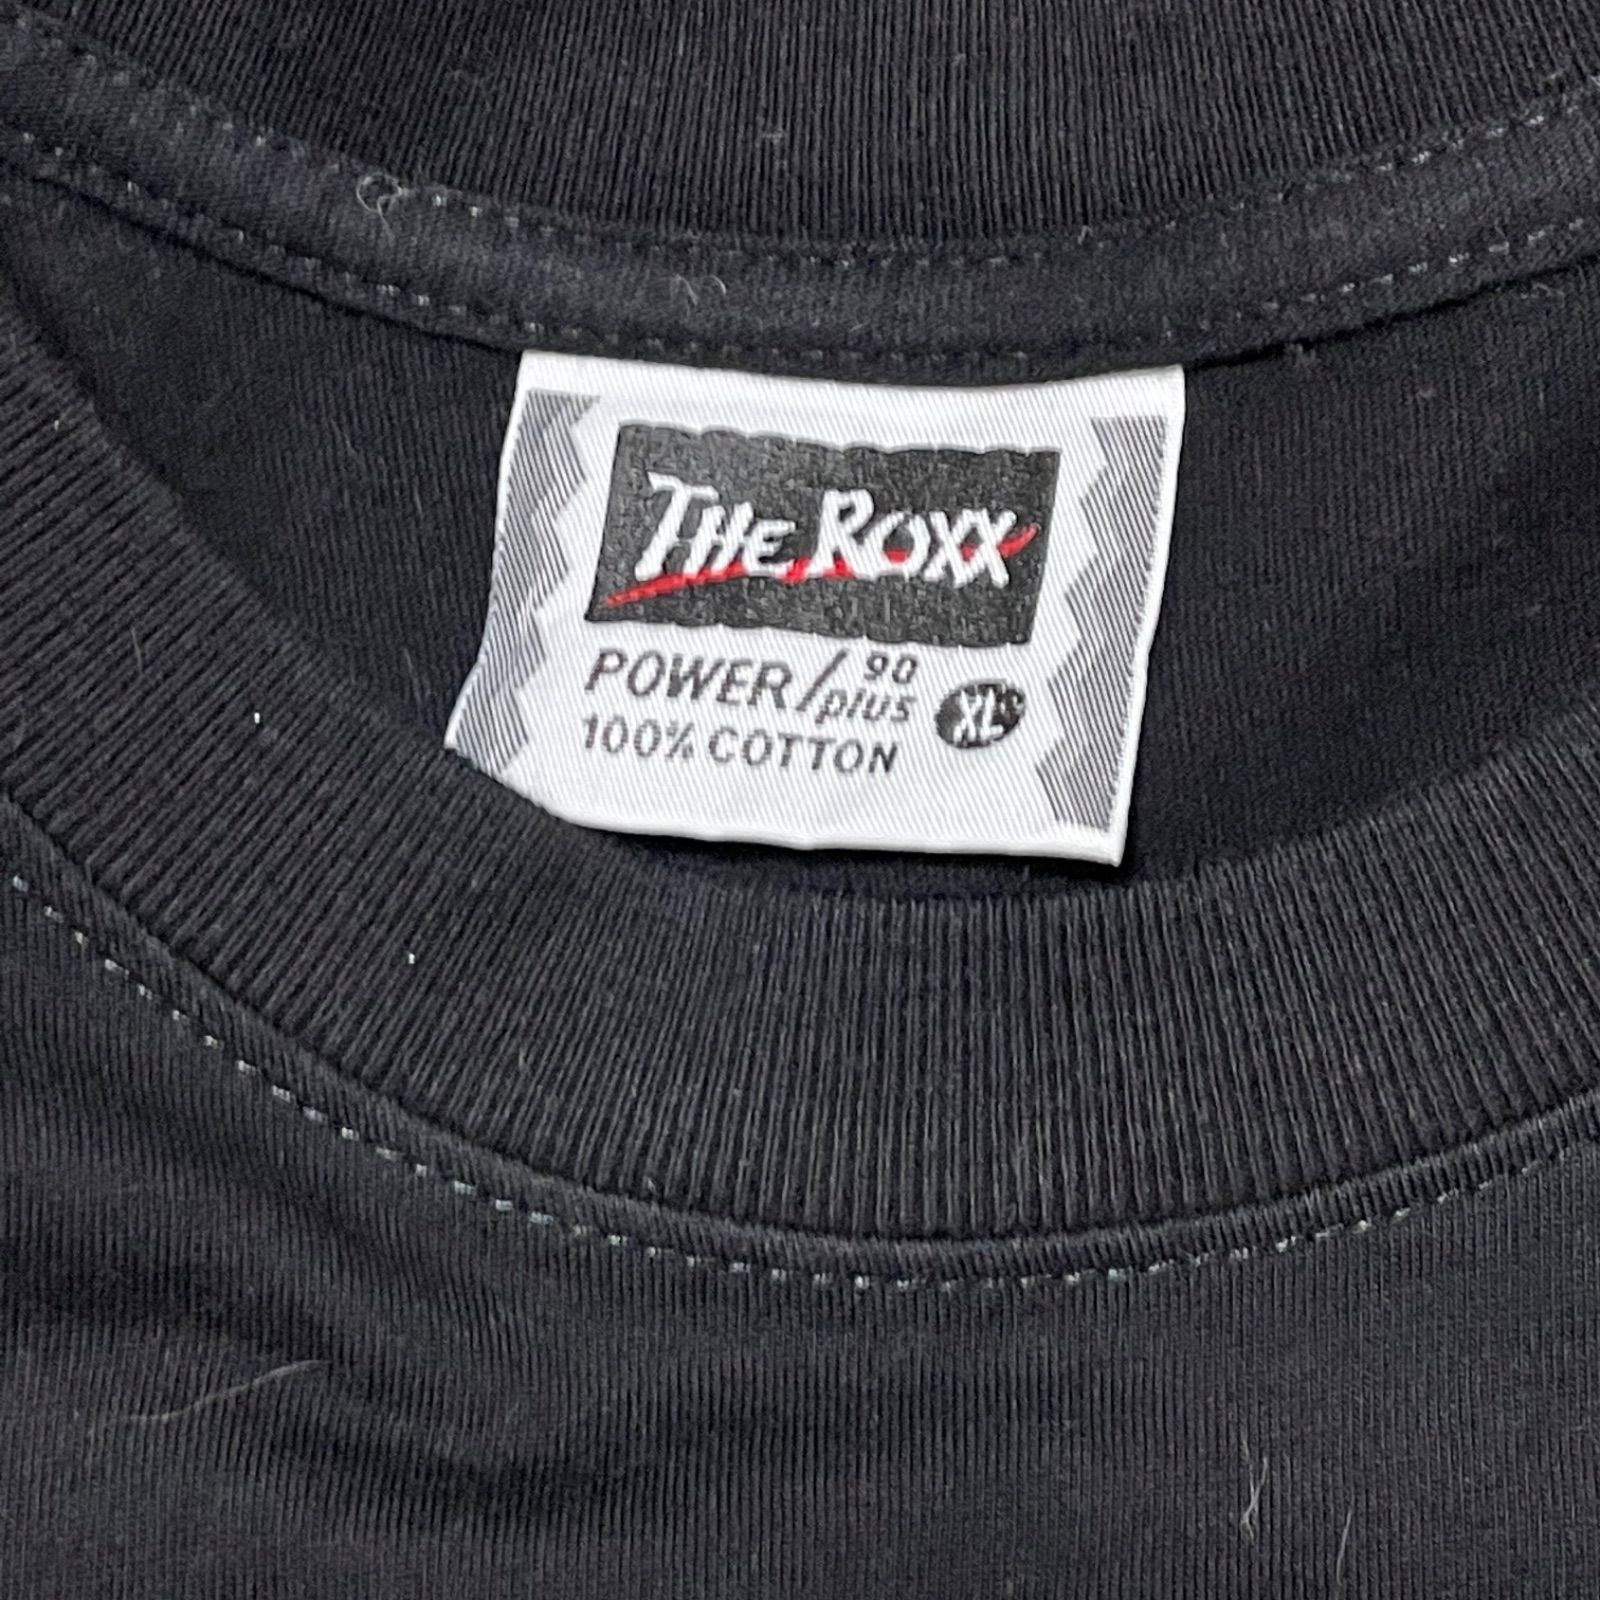 THE ROXX
POWER/90 plus
100% COTTON XL